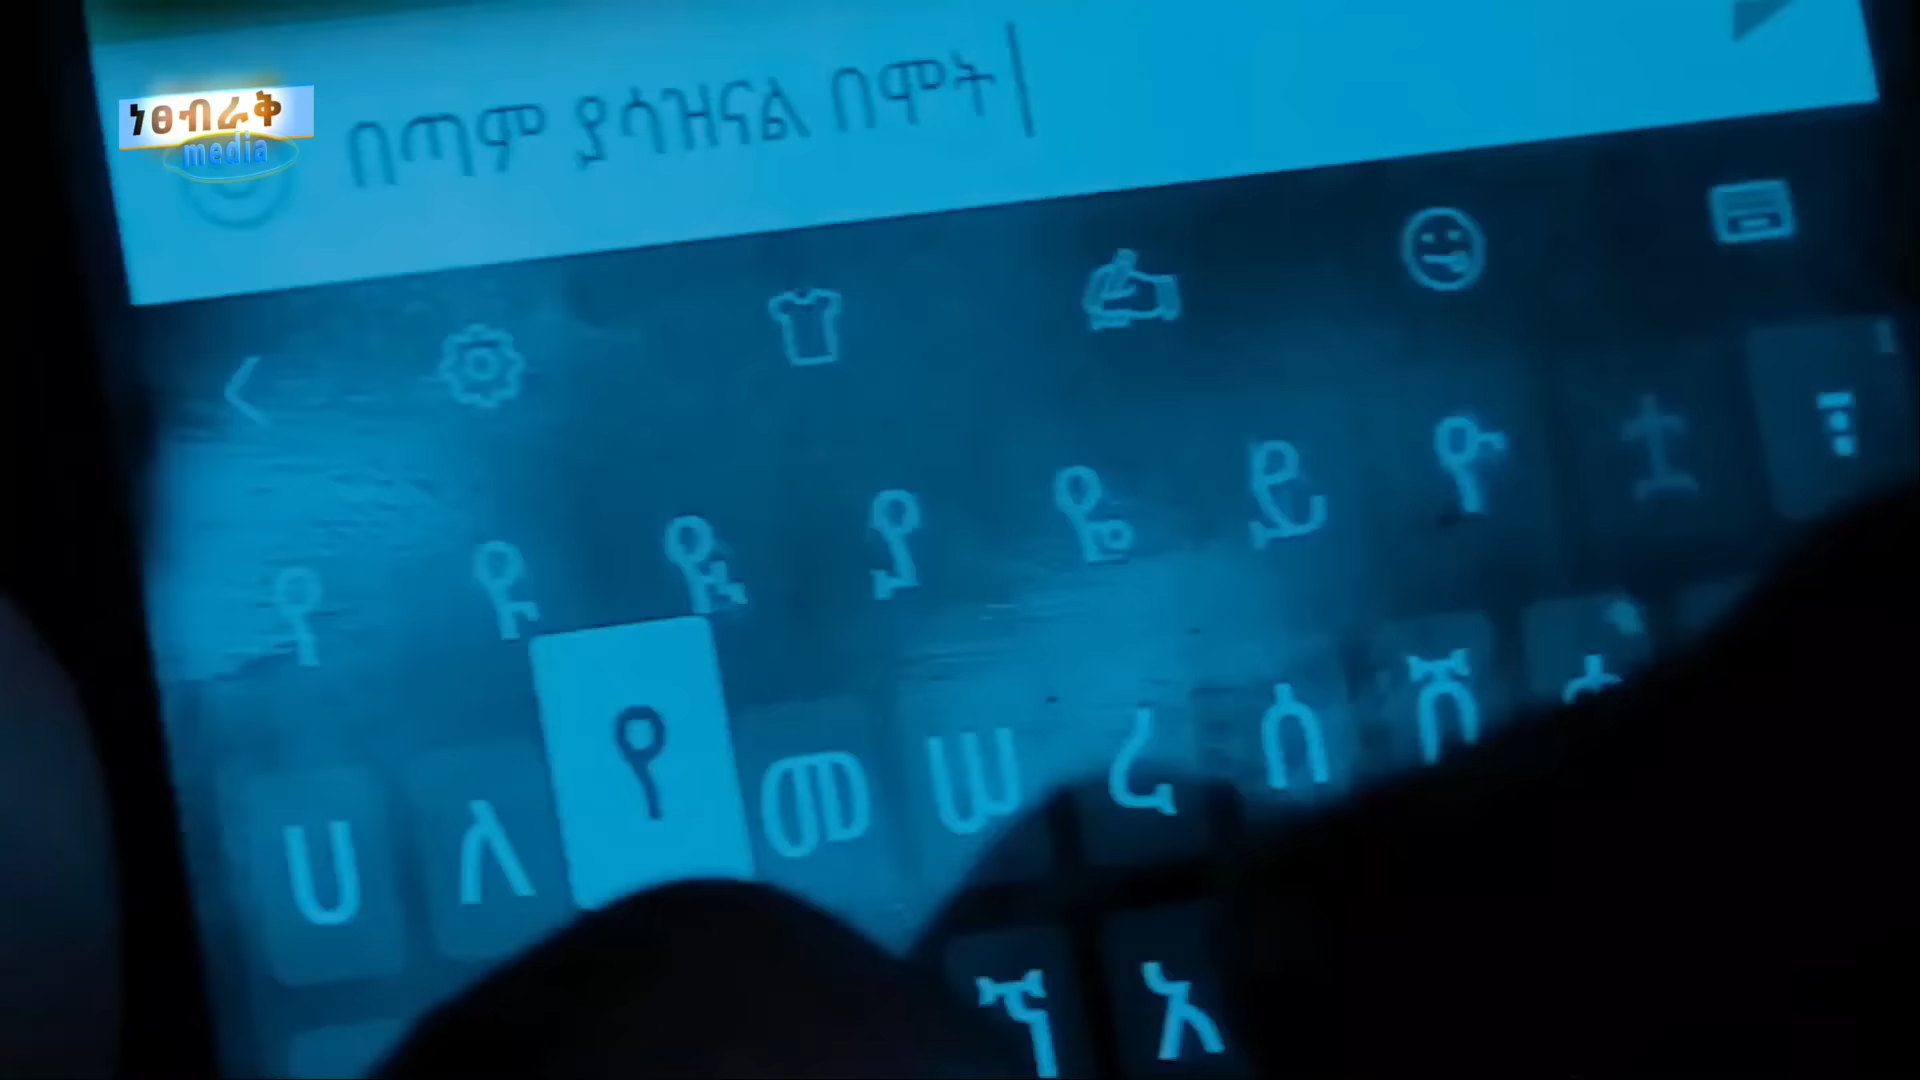 ነፀብራቅ
media
በጣም ያሳዝናል በሞት
የ ዩ ዪ ያ ዬ ይ ዮ
ሀ ለ የ መ ሠ ረ ሰ ሸ
ኘ አ